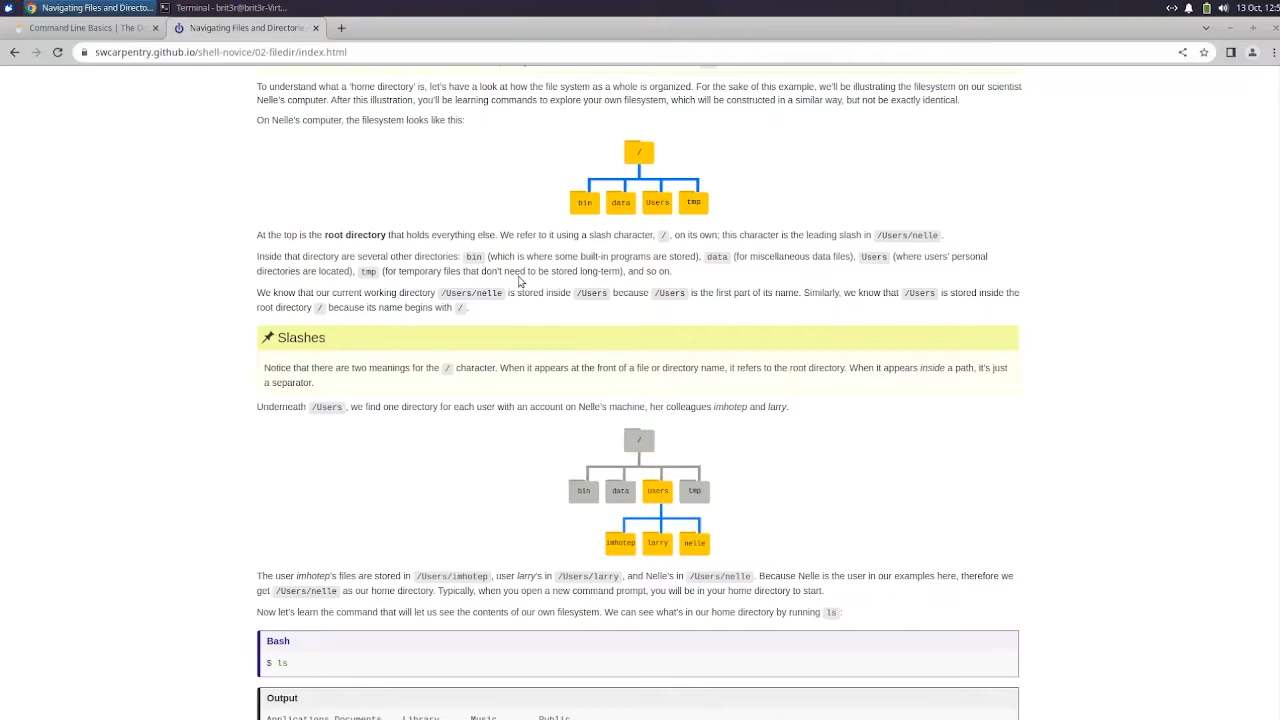 Navigating Files and Directo...
Terminal - brit3r@brit3r-Virt...
13 Oct, 12:5
Command Line Basics | The O
Navigating Files and Directorie
swcarpentry.github.io/shell-novice/02-filedir/index.html
To understand what a 'home directory' is, let's have a look at how the file system as a whole is organized. For the sake of this example, we'll be illustrating the filesystem on our scientist
Nelle's computer. After this illustration, you'll be learning commands to explore your own filesystem, which will be constructed in a similar way, but not be exactly identical.
On Nelle's computer, the filesystem looks like this:
/
bin data Users tmp
At the top is the root directory that holds everything else. We refer to it using a slash character, /, on its own; this character is the leading slash in /Users/nelle.
Inside that directory are several other directories: bin (which is where some built-in programs are stored), data (for miscellaneous data files), Users (where users' personal
directories are located), tmp (for temporary files that don't need to be stored long-term), and so on.
We know that our current working directory /Users/nelle is stored inside /Users because /Users is the first part of its name. Similarly, we know that /Users is stored inside the
root directory / because its name begins with /.
Slashes
Notice that there are two meanings for the / character. When it appears at the front of a file or directory name, it refers to the root directory. When it appears inside a path, it's just
a separator.
Underneath /Users, we find one directory for each user with an account on Nelle's machine, her colleagues imhotep and larry.
/
bin data Users tmp
imhotep larry nelle
The user imhotep's files are stored in /Users/imhotep, user larry's in /Users/larry, and Nelle's in /Users/nelle. Because Nelle is the user in our examples here, therefore we
get /Users/nelle as our home directory. Typically, when you open a new command prompt, you will be in your home directory to start.
Now let's learn the command that will let us see the contents of our own filesystem. We can see what's in our home directory by running ls:
Bash
$ ls
Output
Applications Documents Library Music Public